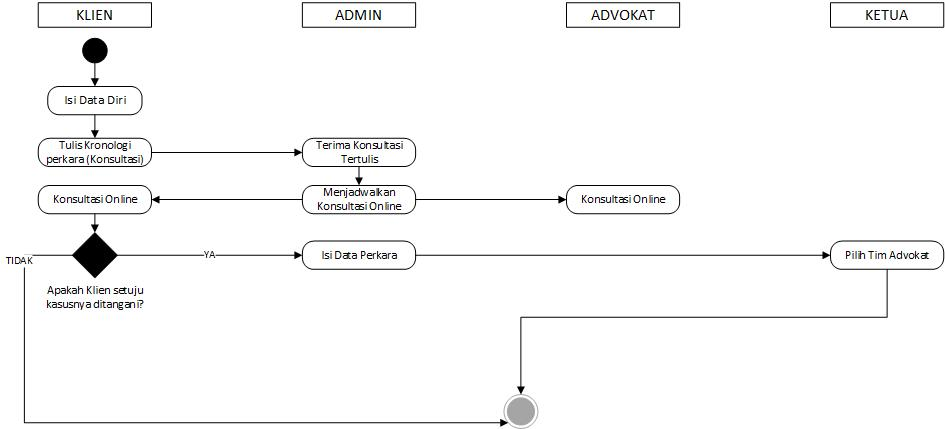 KLIEN
ADMIN
ADVOKAT
KETUA
Isi Data Diri
Tulis Kronologi
perkara (Konsultasi)
Terima Konsultasi
Tertulis
Konsultasi Online
Menjadwalkan
Konsultasi Online
Konsultasi Online
TIDAK
YA
Isi Data Perkara
Pilih Tim Advokat
Apakah Klien setuju
kasusnya ditangani?